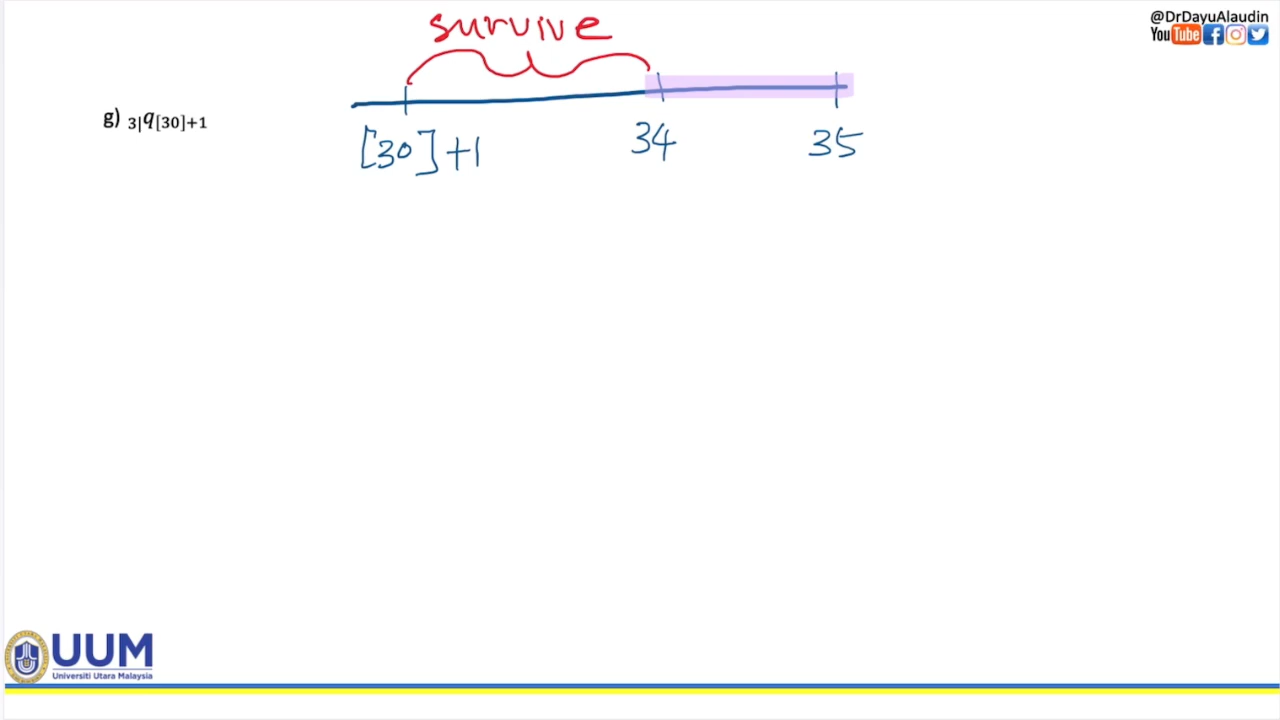 survive
@DrDayuAlaudin
YouTube
g) ₃|q[30]+1
[30]+1 34 35
UUM
Universiti Utara Malaysia